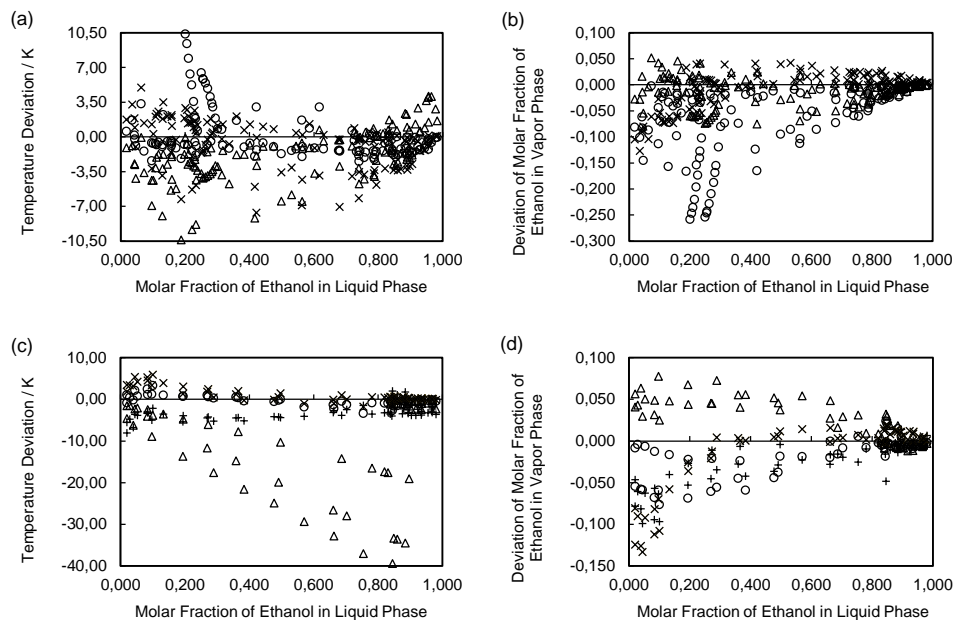 (a)
Temperature Deviation / K
10,50
7,00
3,50
0,00
-3,50
-7,00
-10,50
0,000 0,200 0,400 0,600 0,800 1,000
Molar Fraction of Ethanol in Liquid Phase
(b)
Deviation of Molar Fraction of
Ethanol in Vapor Phase
0,100
0,050
0,000
-0,050
-0,100
-0,150
-0,200
-0,250
-0,300
0,000 0,200 0,400 0,600 0,800 1,000
Molar Fraction of Ethanol in Liquid Phase
(c)
Temperature Deviation / K
10,00
0,00
-10,00
-20,00
-30,00
-40,00
0,000 0,200 0,400 0,600 0,800 1,000
Molar Fraction of Ethanol in Liquid Phase
(d)
Deviation of Molar Fraction of
Ethanol in Vapor Phase
0,100
0,050
0,000
-0,050
-0,100
-0,150
0,000 0,200 0,400 0,600 0,800 1,000
Molar Fraction of Ethanol in Liquid Phase